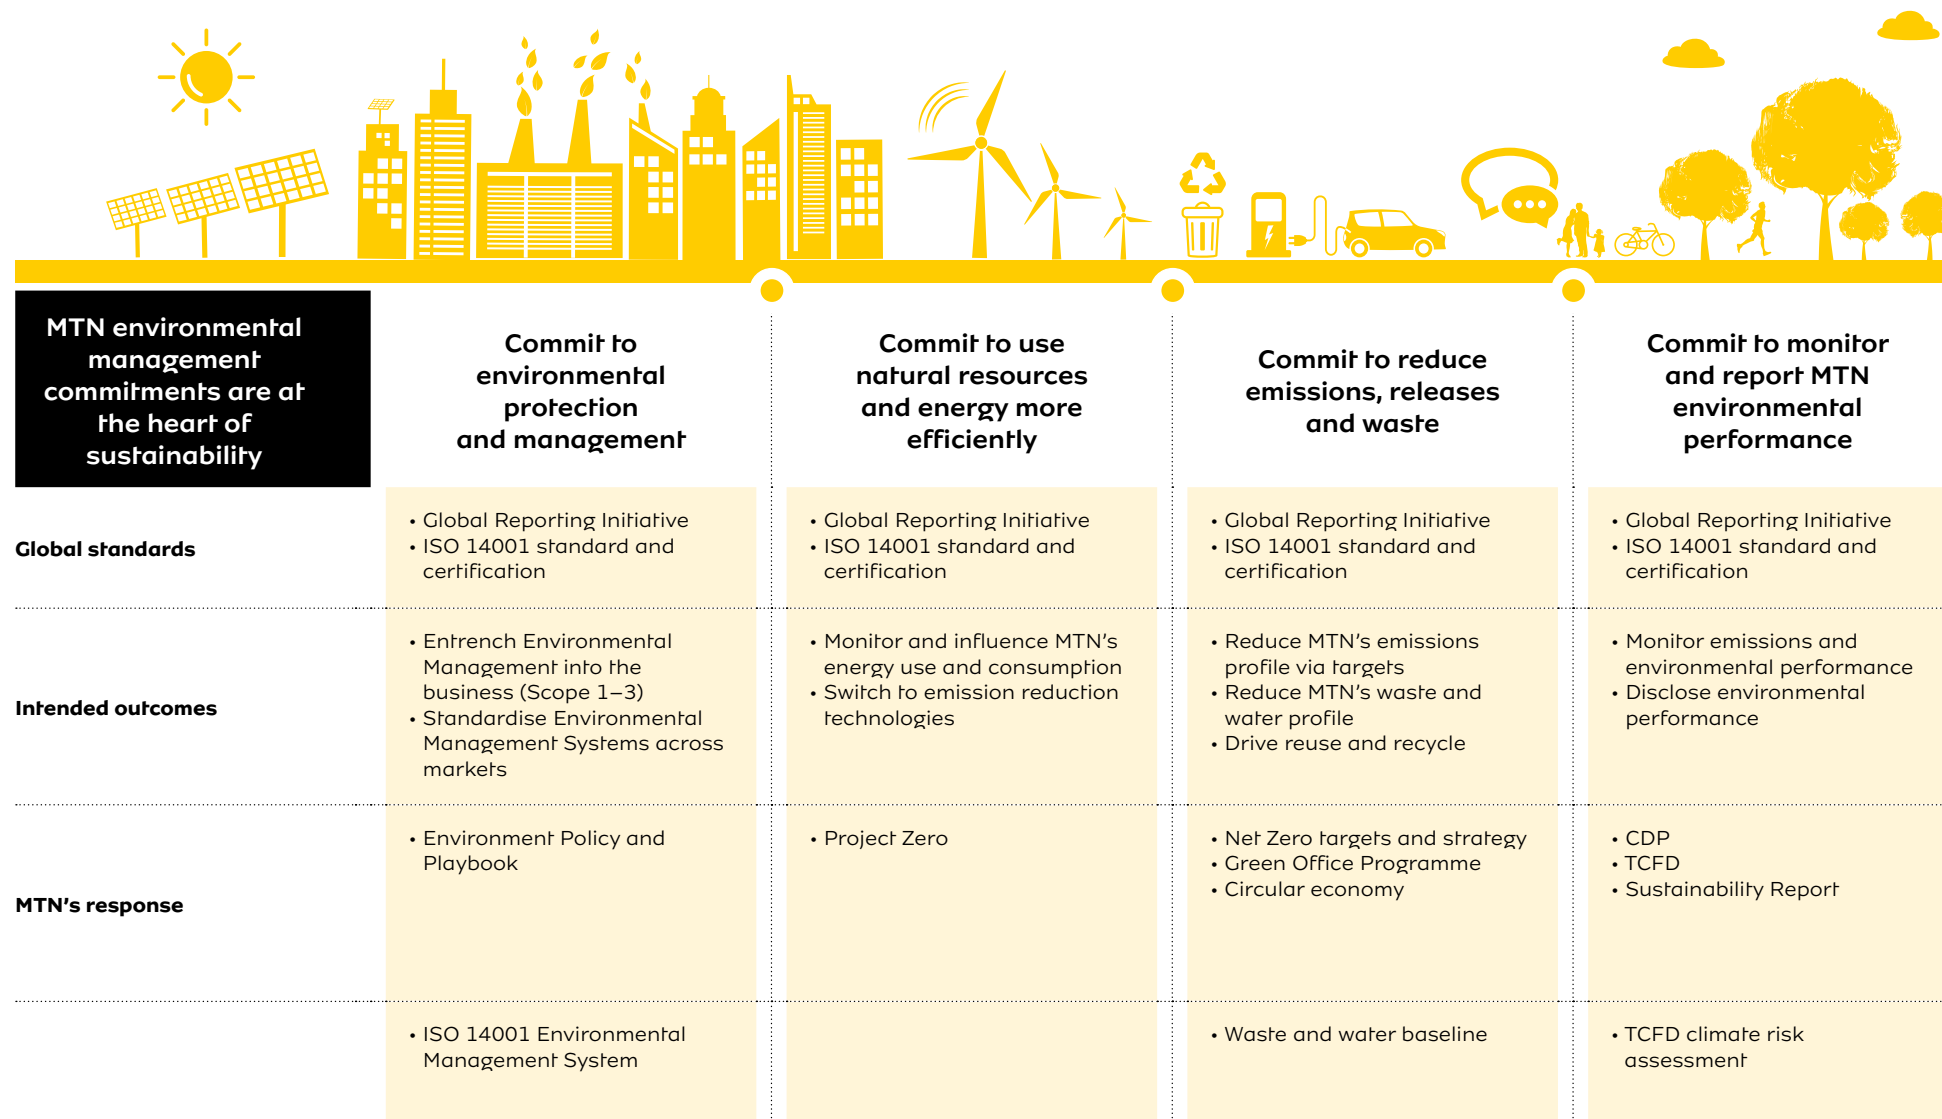 MTN environmental
management
commitments are at
the heart of
sustainability
Commit to
environmental
protection
and management
Commit to use
natural resources
and energy more
efficiently
Commit to reduce
emissions, releases
and waste
Commit to monitor
and report MTN
environmental
performance
Global standards
• Global Reporting Initiative
• ISO 14001 standard and
certification
• Global Reporting Initiative
• ISO 14001 standard and
certification
• Global Reporting Initiative
• ISO 14001 standard and
certification
• Global Reporting Initiative
• ISO 14001 standard and
certification
Intended outcomes
• Entrench Environmental
Management into the
business (Scope 1–3)
• Standardise Environmental
Management Systems across
markets
• Monitor and influence MTN's
energy use and consumption
• Switch to emission reduction
technologies
• Reduce MTN's emissions
profile via targets
• Reduce MTN's waste and
water profile
• Drive reuse and recycle
• Monitor emissions and
environmental performance
• Disclose environmental
performance
MTN's response
• Environment Policy and
Playbook
• Project Zero
• Net Zero targets and strategy
• Green Office Programme
• Circular economy
• CDP
• TCFD
• Sustainability Report
• ISO 14001 Environmental
Management System
• Waste and water baseline
• TCFD climate risk
assessment